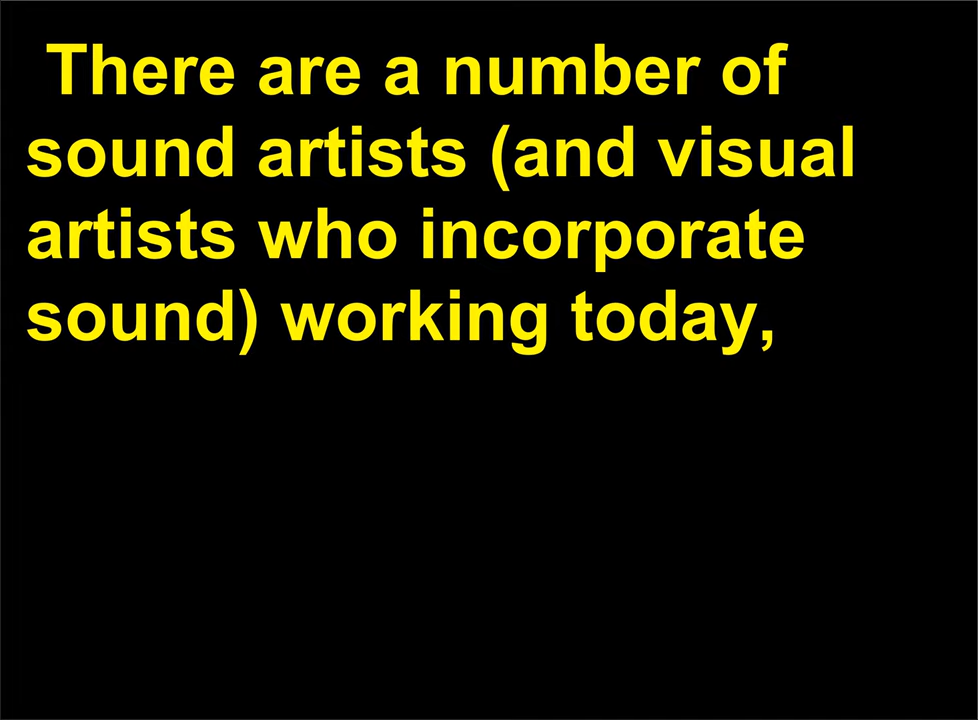 There are a number of
sound artists (and visual
artists who incorporate
sound) working today,